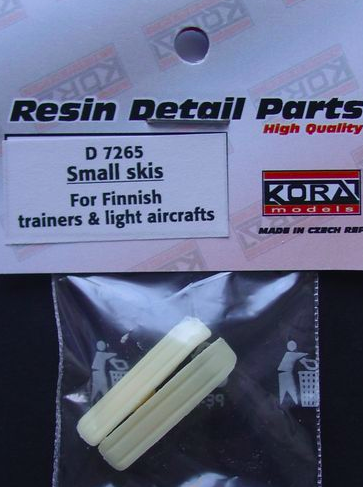 Resin Detail Parts
High Quality
D 7265
Small skis
For Finnish
trainers & light aircrafts
KORA
models
MADE IN CZECH REP